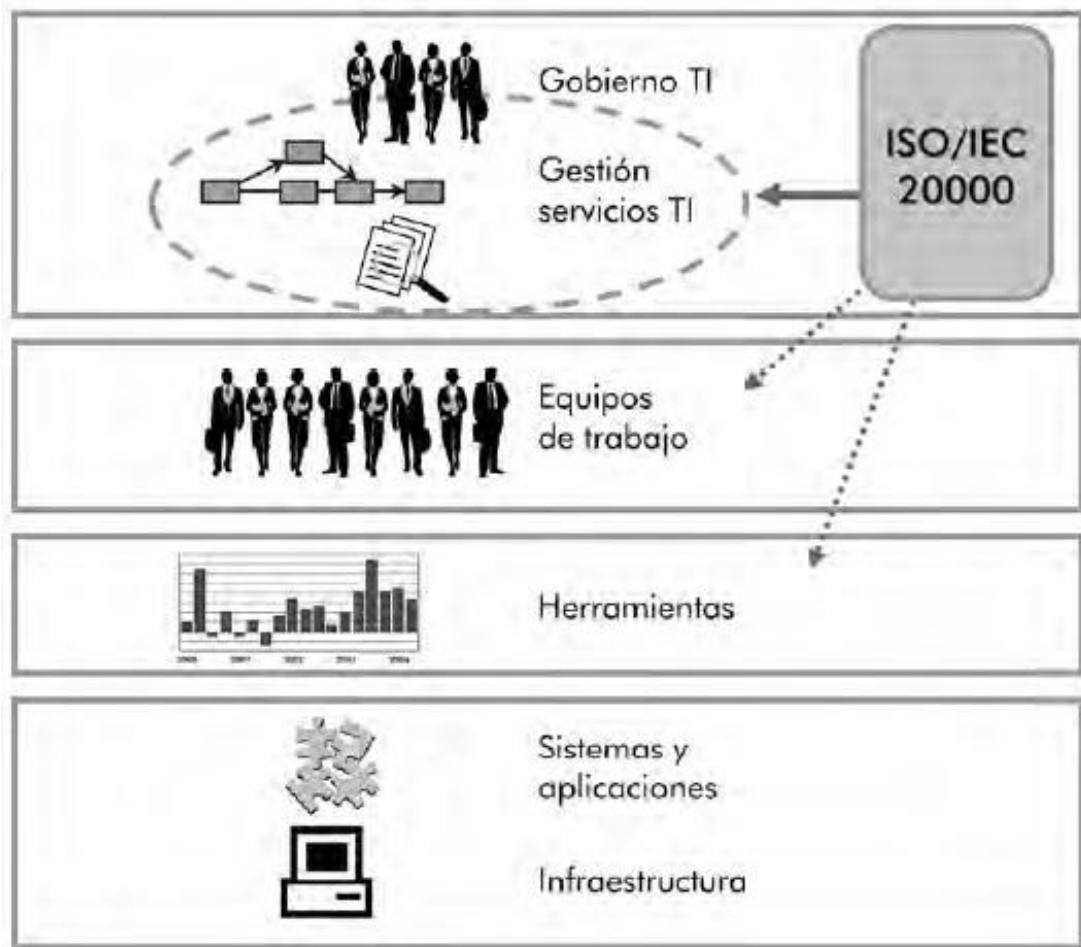 Gobierno TI
ISO/IEC
20000
Gestión
servicios TI
Equipos
de trabajo
Herramientas
Sistemas y
aplicaciones
Infraestructura